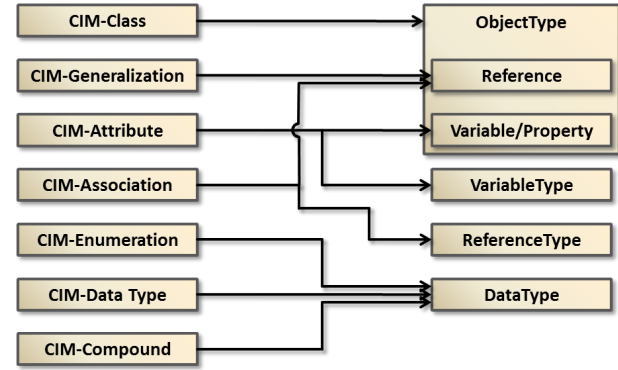 CIM-Class
ObjectType
CIM-Generalization
Reference
CIM-Attribute
Variable/Property
CIM-Association
VariableType
CIM-Enumeration
ReferenceType
CIM-Data Type
DataType
CIM-Compound